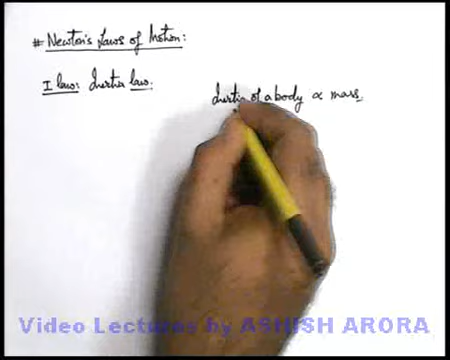 # Newton's Laws of Motion:
I law: Inertia law.
Inertia of a body ∝ mass.
Video Lectures by ASHISH ARORA